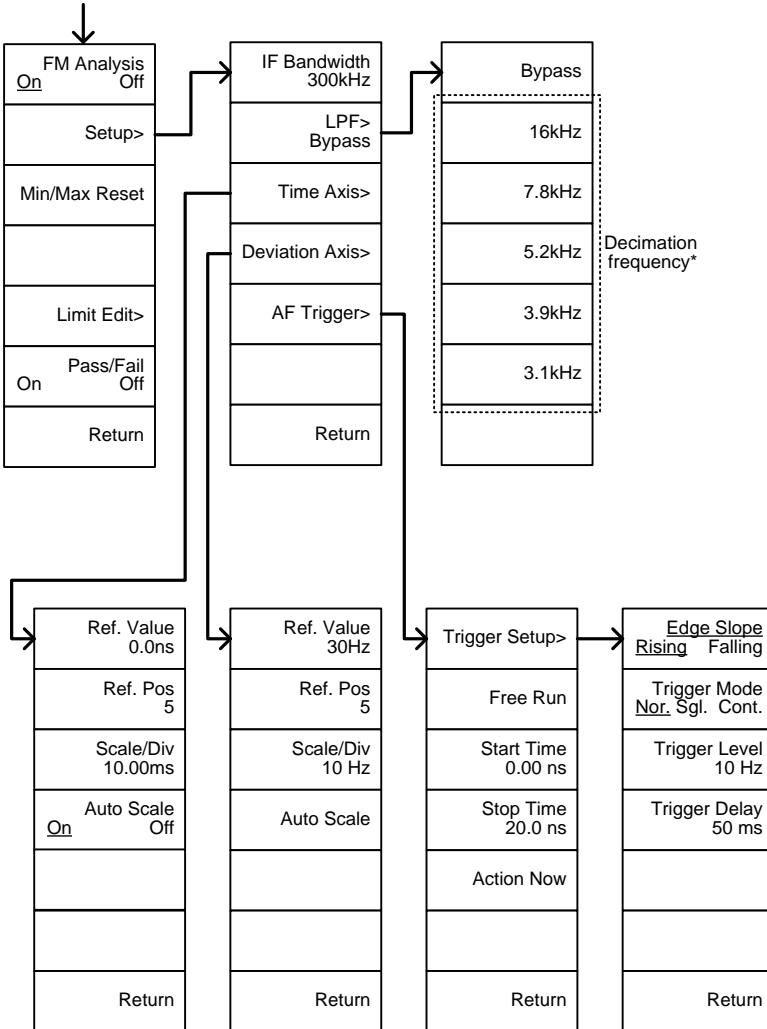 FM Analysis
On Off
Setup>
Min/Max Reset
Limit Edit>
Pass/Fail
On Off
Return
IF Bandwidth
300kHz
LPF>
Bypass
Time Axis>
Deviation Axis>
AF Trigger>
Return
Bypass
16kHz
7.8kHz
5.2kHz
3.9kHz
3.1kHz
Decimation
frequency*
Ref. Value
0.0ns
Ref. Pos
5
Scale/Div
10.00ms
Auto Scale
On Off
Return
Ref. Value
30Hz
Ref. Pos
5
Scale/Div
10 Hz
Auto Scale
Return
Trigger Setup>
Free Run
Start Time
0.00 ns
Stop Time
20.0 ns
Action Now
Return
Edge Slope
Rising Falling
Trigger Mode
Nor. Sgl. Cont.
Trigger Level
10 Hz
Trigger Delay
50 ms
Return